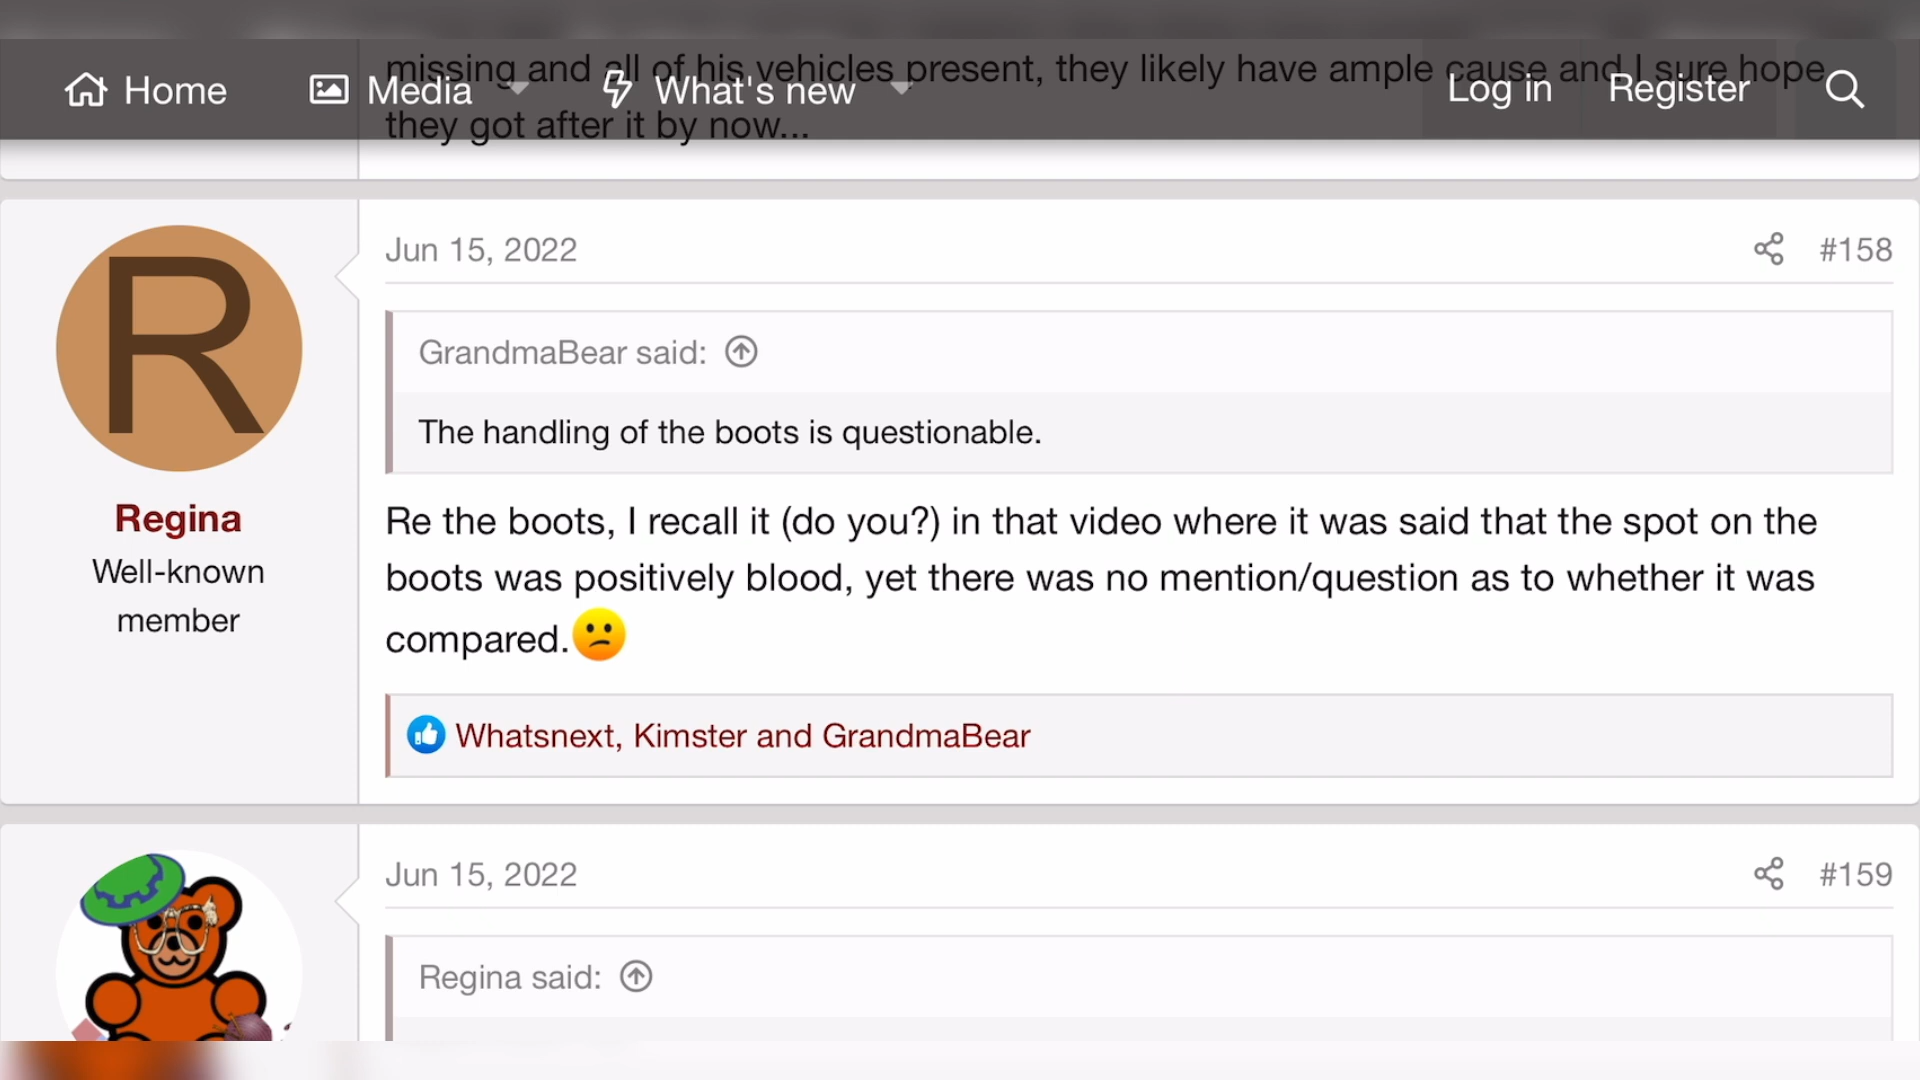 missing and all of his vehicles present, they likely have ample cause and I sure hope
Home
Media
What's new
Log in
Register
they got after it by now...
R
Regina
Well-known
member
Jun 15, 2022
#158
GrandmaBear said:
The handling of the boots is questionable.
Re the boots, I recall it (do you?) in that video where it was said that the spot on the
boots was positively blood, yet there was no mention/question as to whether it was
compared.
Whatsnext, Kimster and GrandmaBear
Jun 15, 2022
#159
Regina said: